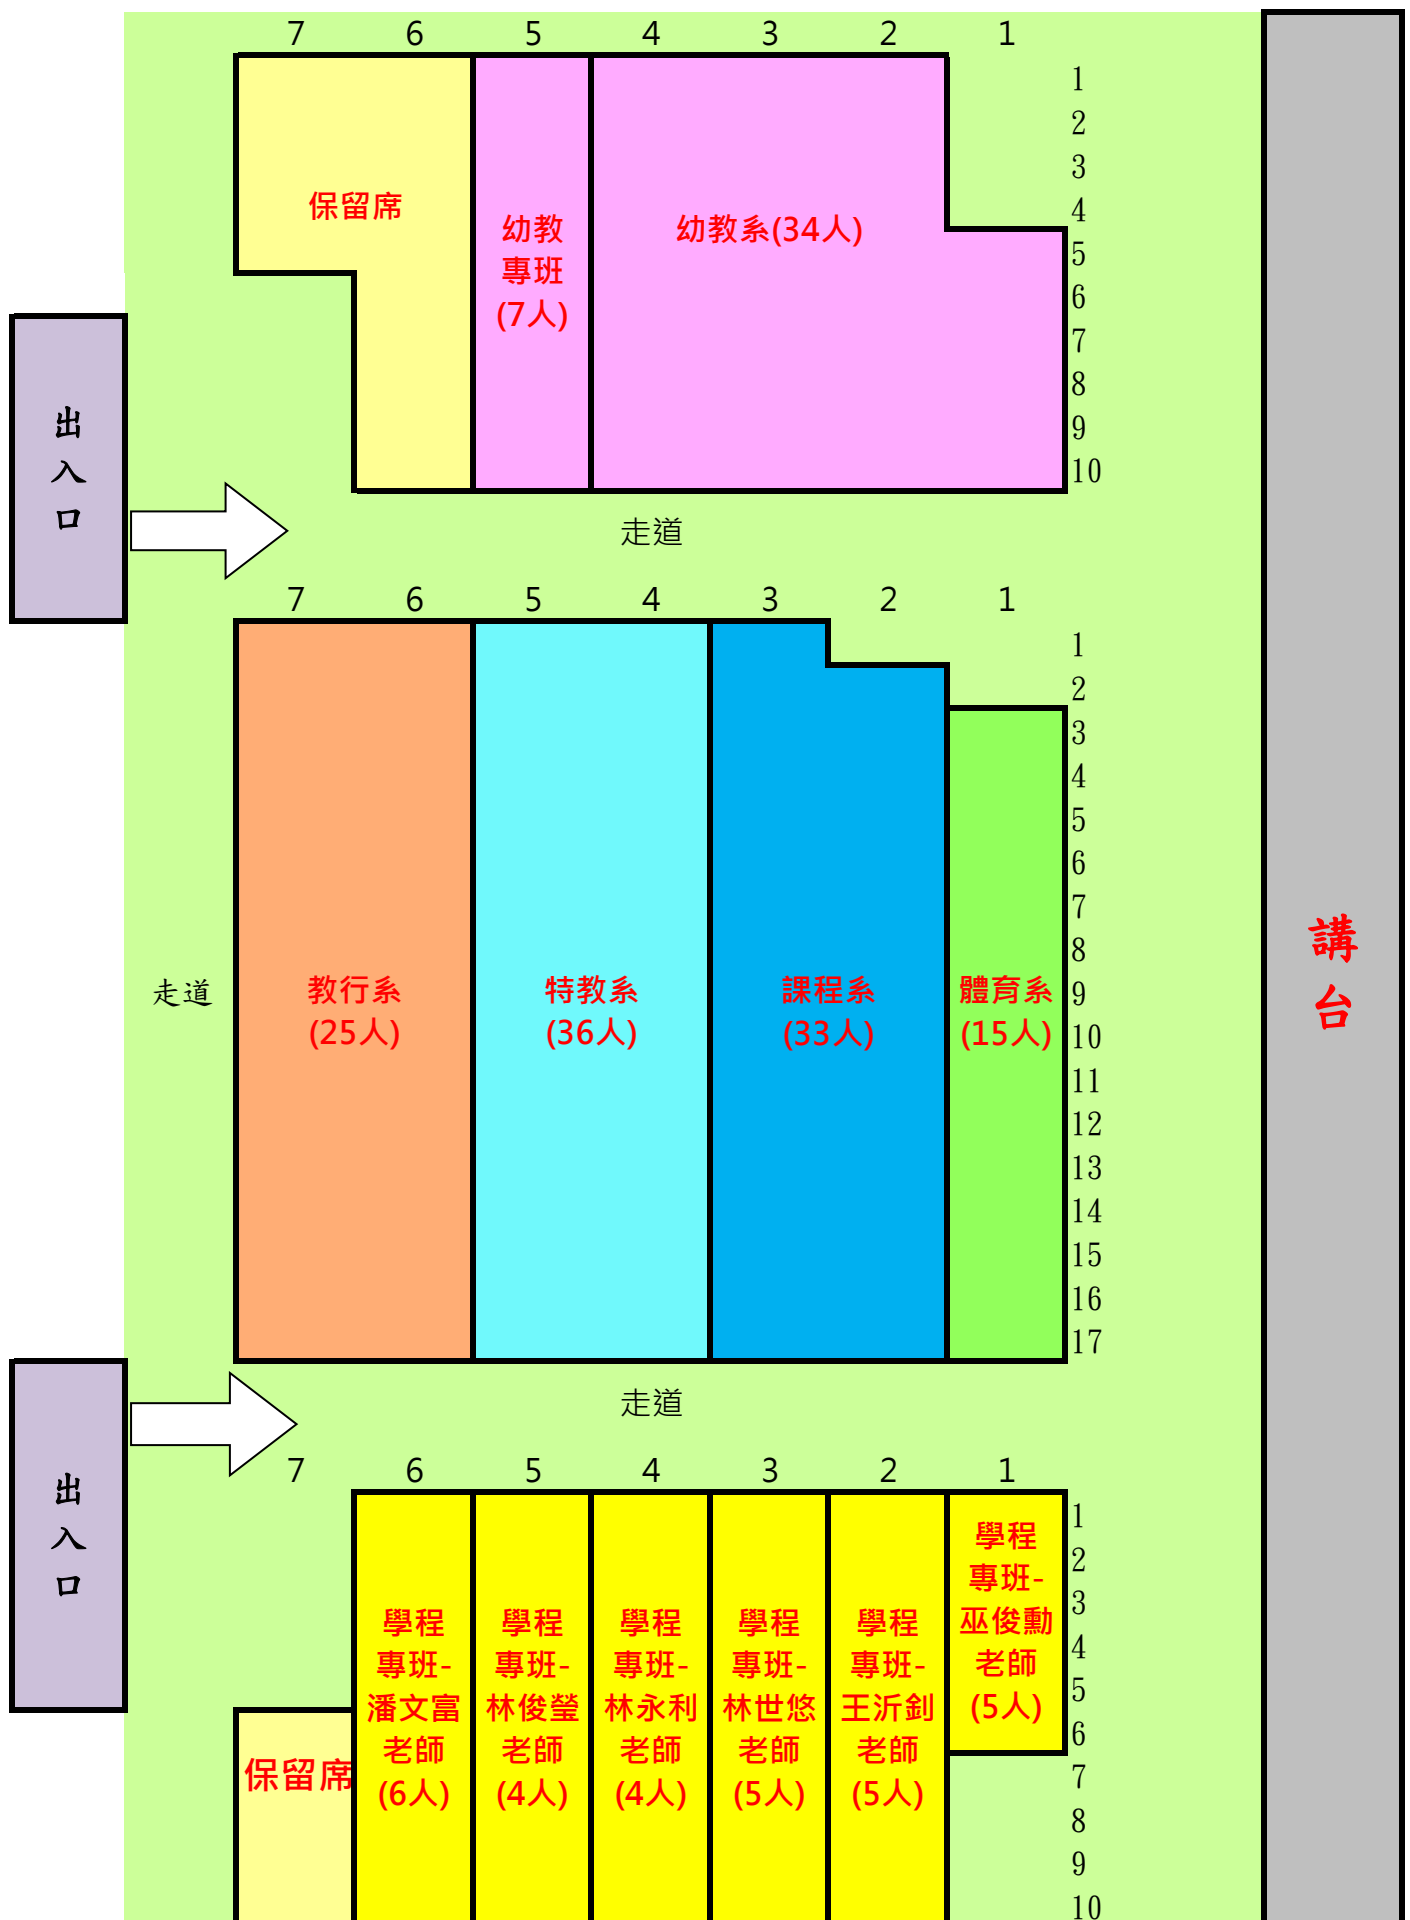 7 6 5 4 3 2 1
1
2
3
4
5
6
7
8
9
10
保留席
幼教
專班
(7人)
幼教系(34人)
出
入
口
走道
7 6 5 4 3 2 1
1
2
3
4
5
6
7
8
9
10
11
12
13
14
15
16
17
走道
教行系
(25人)
特教系
(36人)
課程系
(33人)
體育系
(15人)
講
台
走道
出
入
口
7 6 5 4 3 2 1
1
2
3
4
5
6
7
8
9
10
保留席
學程
專班-
潘文富
老師
(6人)
學程
專班-
林俊瑩
老師
(4人)
學程
專班-
林永利
老師
(4人)
學程
專班-
林世悠
老師
(5人)
學程
專班-
王沂釗
老師
(5人)
學程
專班-
巫俊勳
老師
(5人)